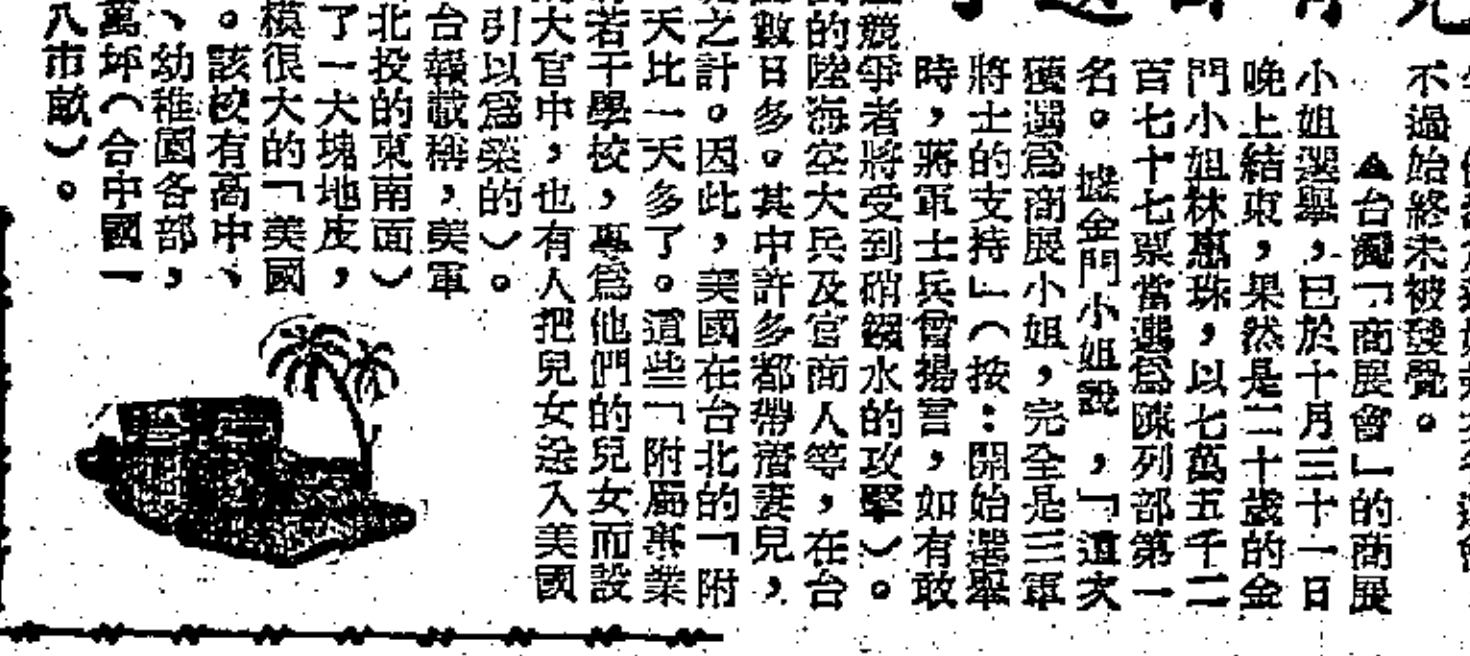 不過始終未被發覺。
▲台灣「商展會」的商展
小姐選舉，已於十月三十一日
晚上結束，果然是二十歲的金
門小姐林惠珠，以七萬五千二
百七十七票當選爲陳列部第一
名。據金門小姐說，「這次
獲選爲商展小姐，完全是三軍
將士的支持」（按：開始選舉
時，蔣軍士兵曾揚言，如有敢
競爭者將受到硝鏹水的攻擊）。
的陸海空大兵及官商人等，在台
數日多。其中許多都帶着妻兒，
之計。因此，美國在台北的「附
天比一天多了。這些「附屬事業
若干學校，專爲他們的兒女而設
大官中，也有人把兒女送入美國
引以爲榮的）。
台報載稱，美軍
北投的東南面）
了一大塊地皮，
模很大的「美國
。該校有高中、
、幼稚園各部，
萬坪（合中國一
八市畝）。